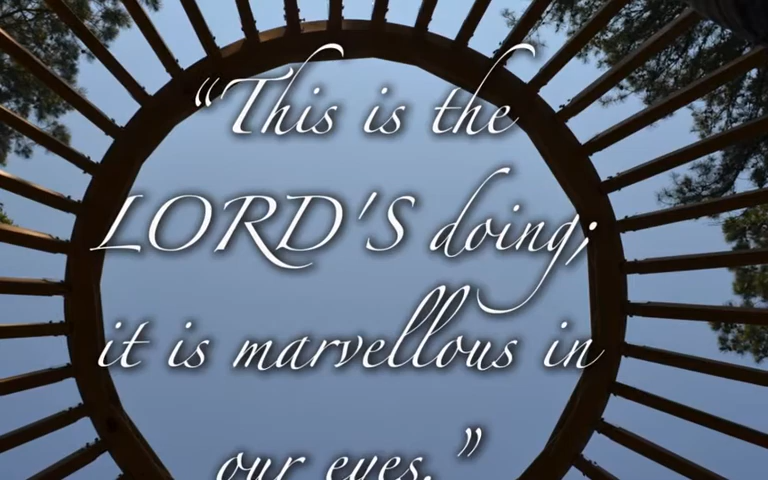 “This is the
LORD'S doing;
it is marvellous in
our eyes.”